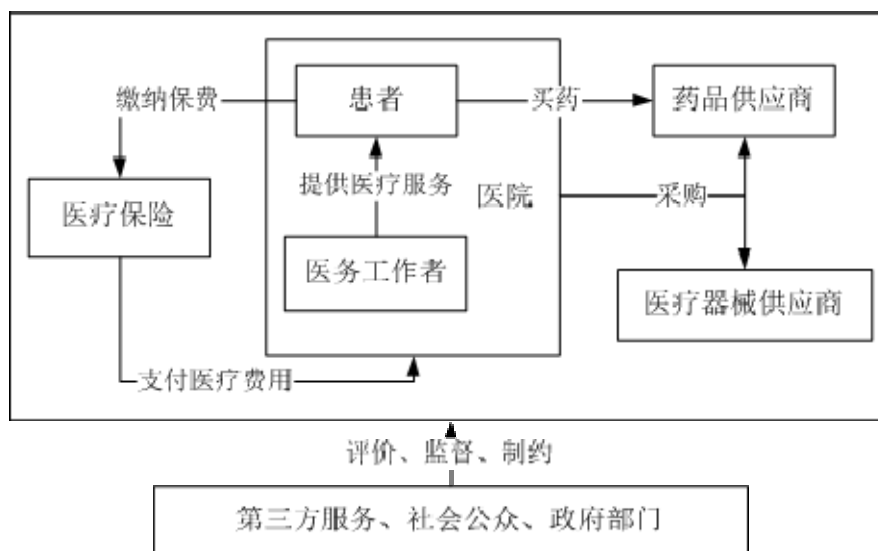 缴纳保费
患者
买药
药品供应商
提供医疗服务
医疗保险
医院
采购
医务工作者
医疗器械供应商
支付医疗费用
评价、监督、制约
第三方服务、社会公众、政府部门